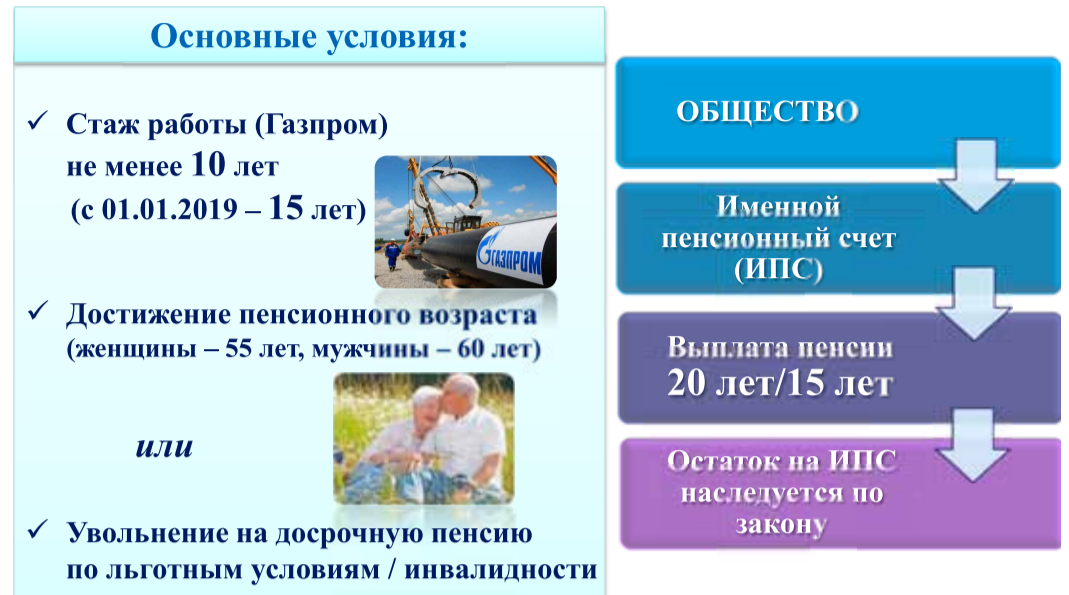 Основные условия:
✓ Стаж работы (Газпром)
не менее 10 лет
(с 01.01.2019 – 15 лет)
ГАЗПРОМ
✓ Достижение пенсионного возраста
(женщины – 55 лет, мужчины – 60 лет)
или
✓ Увольнение на досрочную пенсию
по льготным условиям / инвалидности
ОБЩЕСТВО
Именной
пенсионный счет
(ИПС)
Выплата пенсии
20 лет/15 лет
Остаток на ИПС
наследуется по
закону